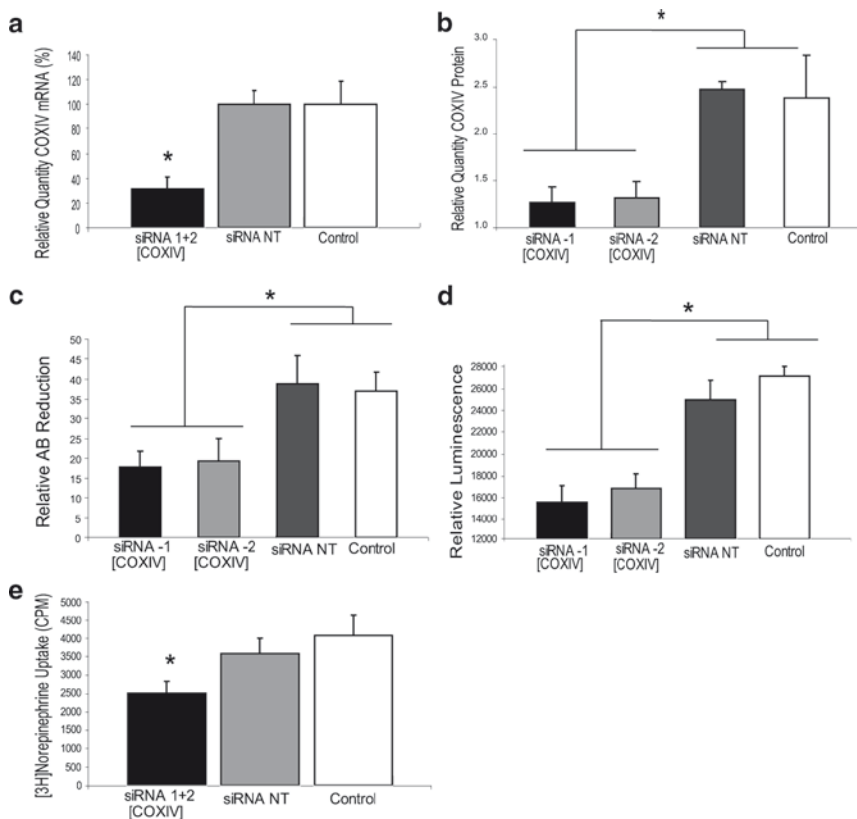 a
Relative Quantity COXIV mRNA (%)
140
120
100
80
60
40
20
0
*
siRNA 1+2
[COXIV]
siRNA NT
Control
b
Relative Quantity COXIV Protein
3.0
2.5
2.0
1.5
1.0
*
siRNA -1
[COXIV]
siRNA -2
[COXIV]
siRNA NT
Control
c
Relative AB Reduction
50
45
40
35
30
25
20
15
10
5
0
*
siRNA -1
[COXIV]
siRNA -2
[COXIV]
siRNA NT
Control
d
Relative Luminescence
28000
26000
24000
22000
20000
18000
16000
14000
12000
*
siRNA -1
[COXIV]
siRNA -2
[COXIV]
siRNA NT
Control
e
[3H]Norepinephrine Uptake (CPM)
5000
4500
4000
3500
3000
2500
2000
1500
1000
500
0
*
siRNA 1+2
[COXIV]
siRNA NT
Control